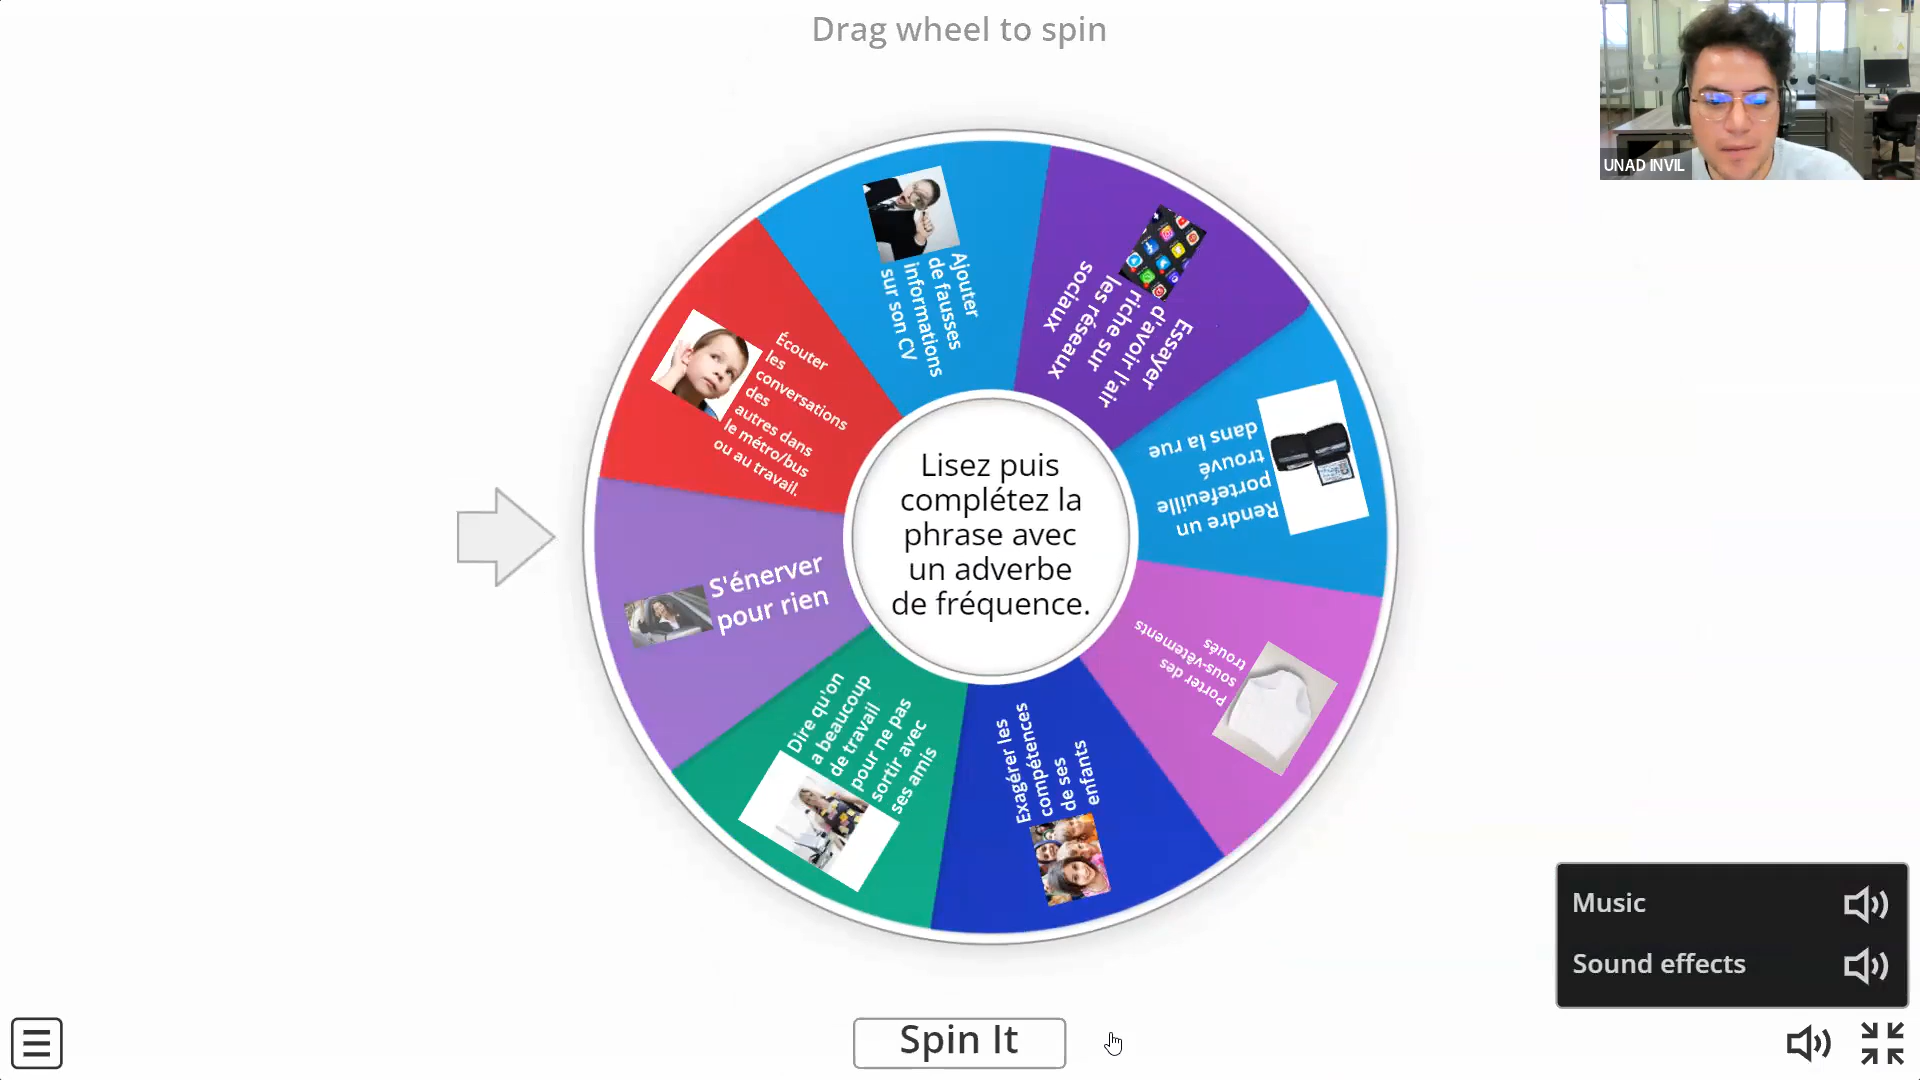 Drag wheel to spin
UNAD INVIL
Ajouter
de fausses
informations
sur son CV
Essayer
d'avoir l'air
riche sur
les réseaux
sociaux
Rendre un
portefeuille
trouvé
dans la rue
Porter des
sous-vêtements
troués
Exagérer les
compétences
de ses
enfants
Dire qu'on
a beaucoup
de travail
pour ne pas
sortir avec
ses amis
S'énerver
pour rien
Écouter
les
conversations
des
autres dans
le métro/bus
ou au travail.
Lisez puis
complétez la
phrase avec
un adverbe
de fréquence.
Music
Sound effects
Spin It